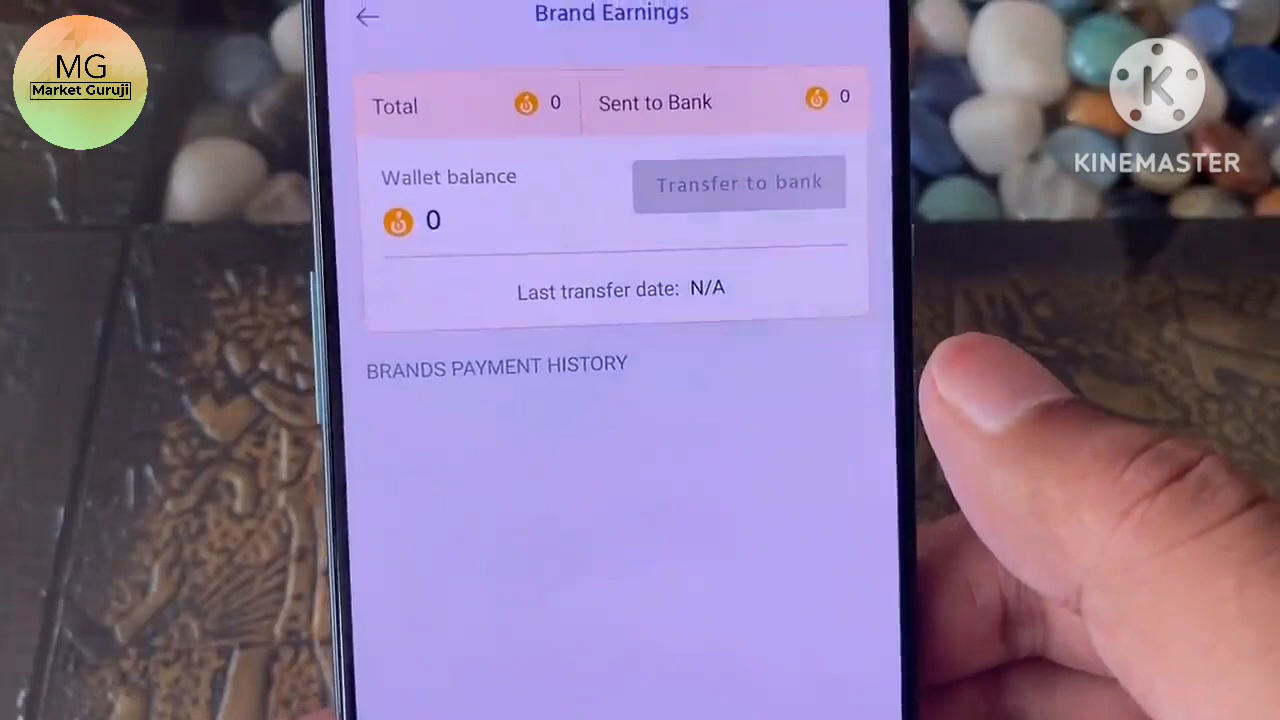 MG
Market Guruji
K
KINEMASTER
Brand Earnings
Total 0
Sent to Bank 0
Wallet balance
0
Transfer to bank
Last transfer date: N/A
BRANDS PAYMENT HISTORY